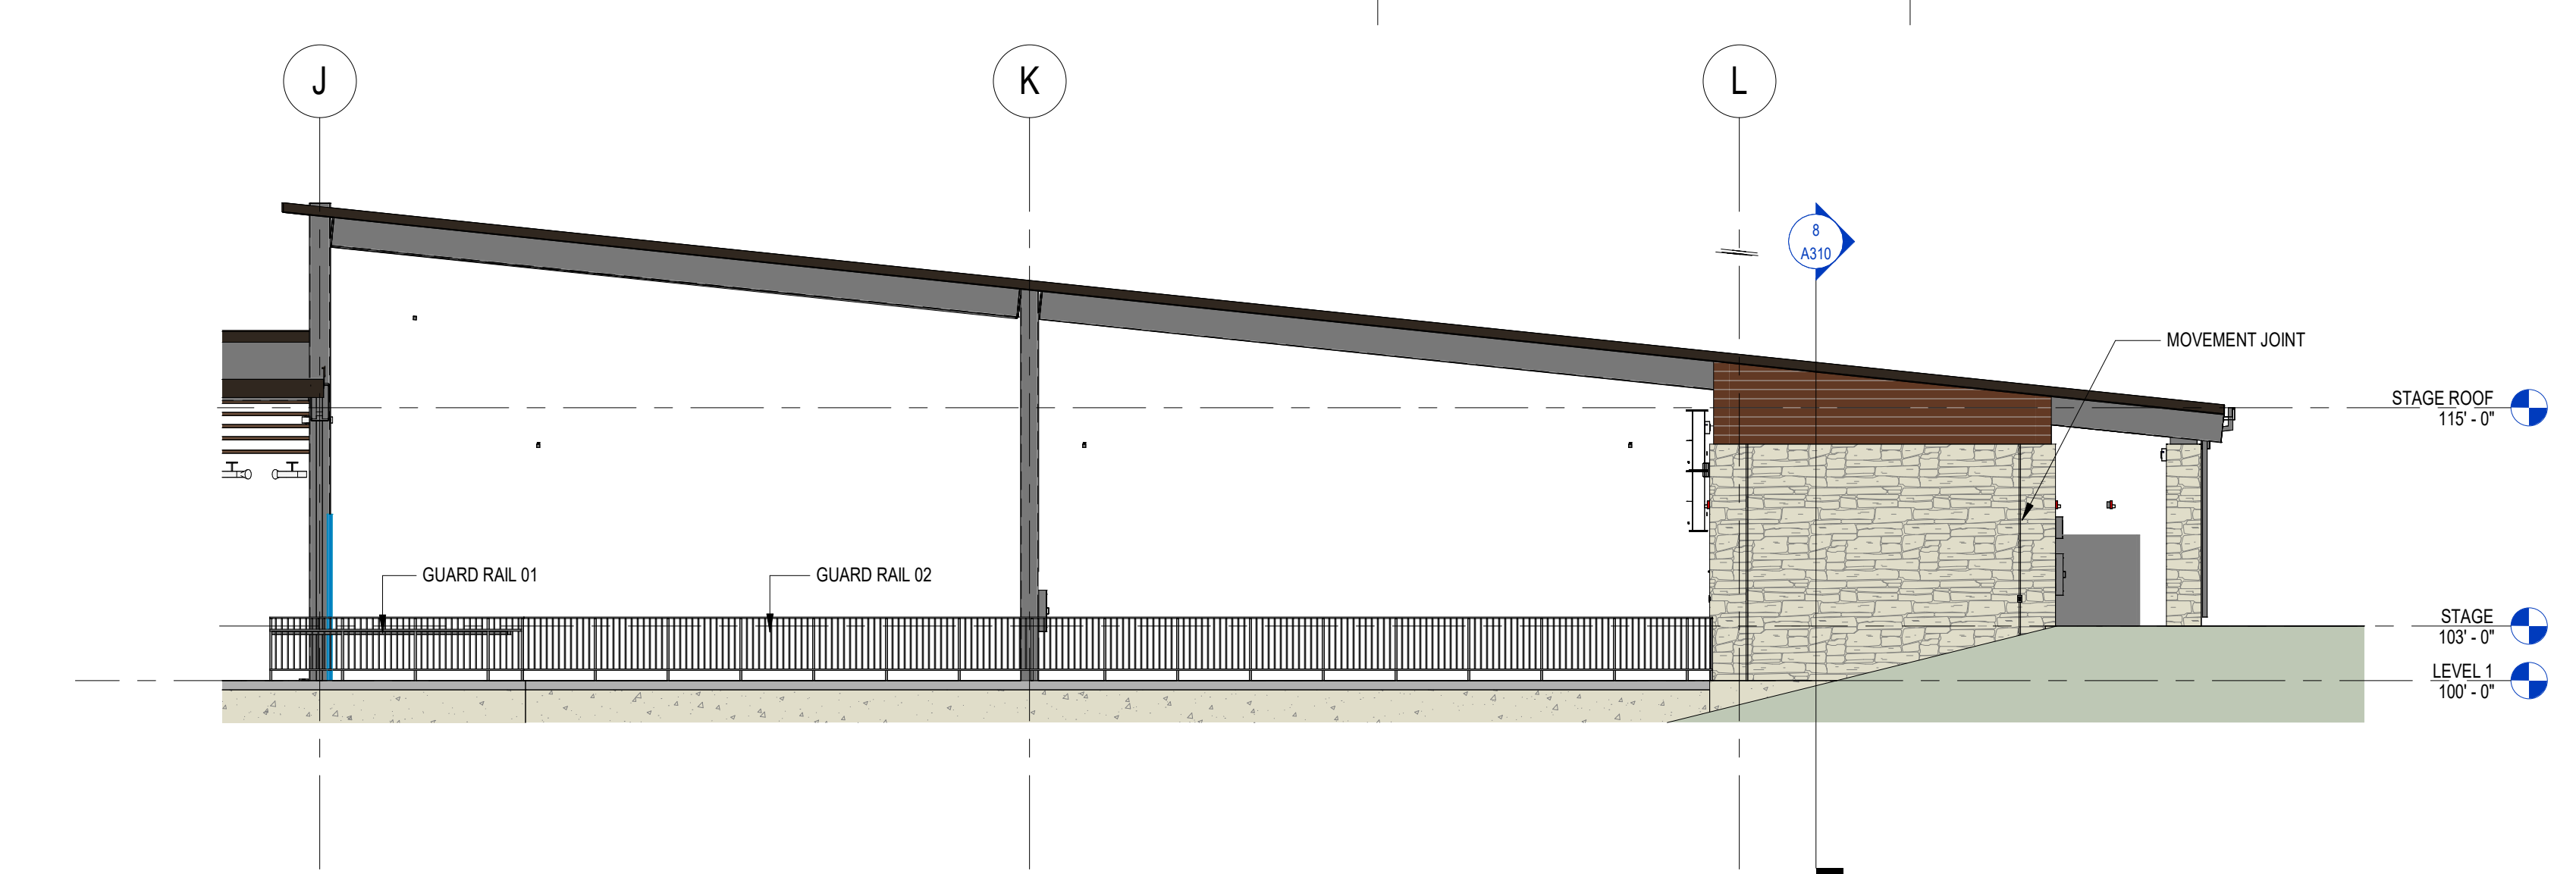 J
K
L
8
A310
MOVEMENT JOINT
STAGE ROOF
115' - 0"
GUARD RAIL 01
GUARD RAIL 02
STAGE
103' - 0"
LEVEL 1
100' - 0"